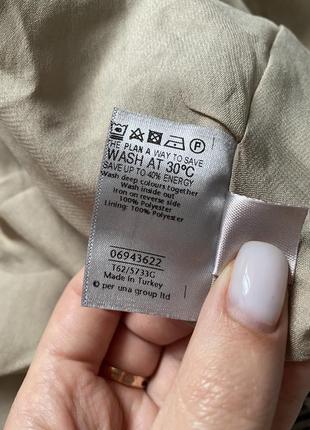 P
THE PLAN A WAY TO SAVE
WASH AT 30°C
SAVE UP TO 40% ENERGY
Wash deep colours together
Wash inside out
Iron on reverse side
100% Polyester
Lining: 100% Polyester
06943622
T62/5733G
Made in Turkey
© per una group ltd